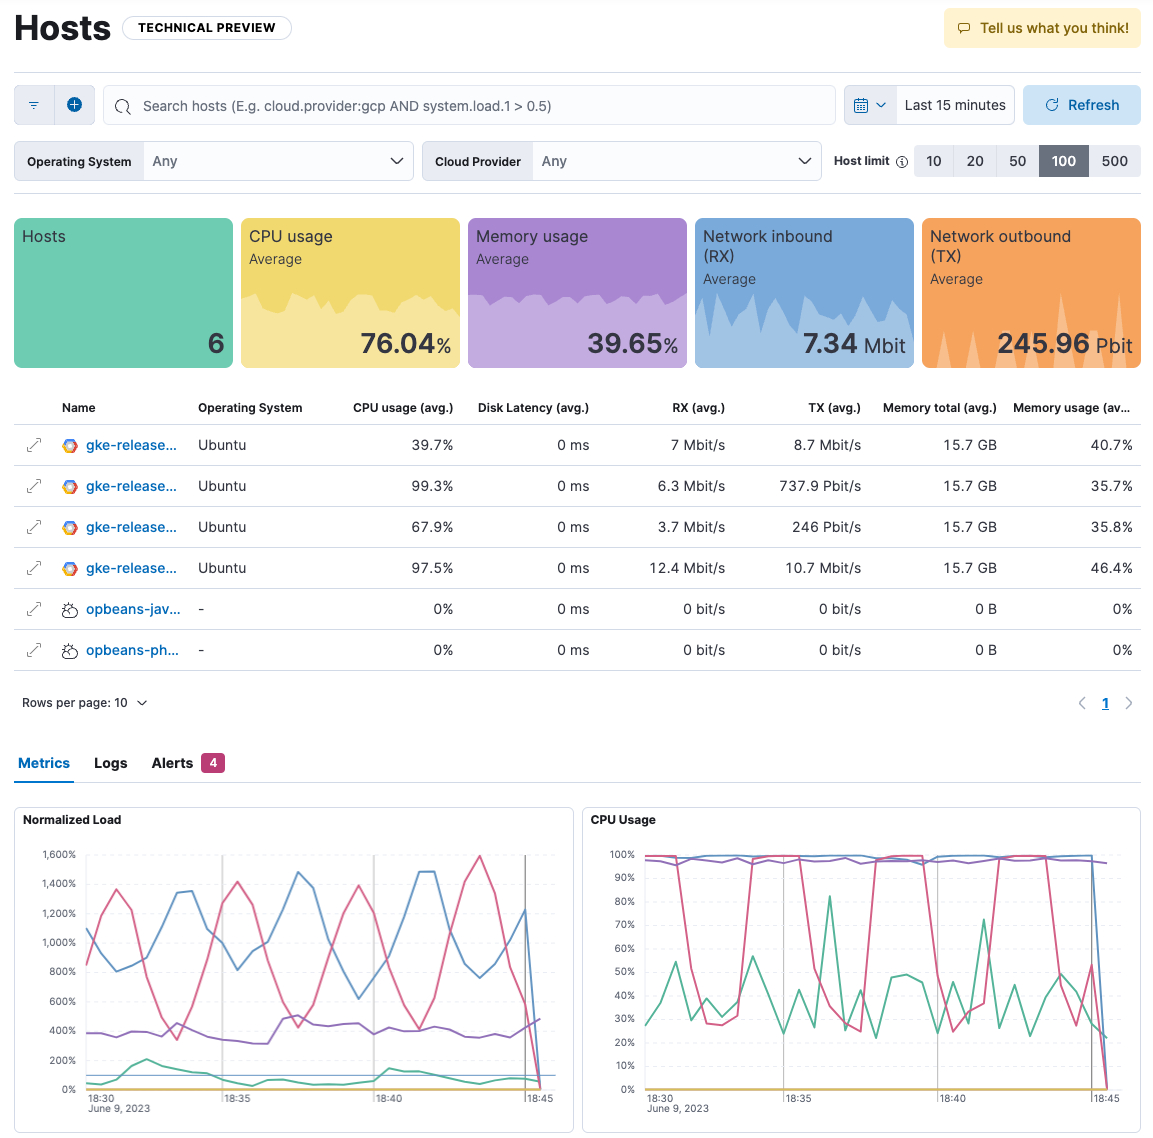 Hosts TECHNICAL PREVIEW Tell us what you think!
Search hosts (E.g. cloud.provider:gcp AND system.load.1 > 0.5) Last 15 minutes Refresh
Operating System Any Cloud Provider Any Host limit 10 20 50 100 500
Hosts
6
CPU usage
Average
76.04%
Memory usage
Average
39.65%
Network inbound
(RX)
Average
7.34 Mbit
Network outbound
(TX)
Average
245.96 Pbit
Name Operating System CPU usage (avg.) Disk Latency (avg.) RX (avg.) TX (avg.) Memory total (avg.) Memory usage (av...
gke-release... Ubuntu 39.7% 0 ms 7 Mbit/s 8.7 Mbit/s 15.7 GB 40.7%
gke-release... Ubuntu 99.3% 0 ms 6.3 Mbit/s 737.9 Pbit/s 15.7 GB 35.7%
gke-release... Ubuntu 67.9% 0 ms 3.7 Mbit/s 246 Pbit/s 15.7 GB 35.8%
gke-release... Ubuntu 97.5% 0 ms 12.4 Mbit/s 10.7 Mbit/s 15.7 GB 46.4%
opbeans-jav... - 0% 0 ms 0 bit/s 0 bit/s 0 B 0%
opbeans-ph... - 0% 0 ms 0 bit/s 0 bit/s 0 B 0%
Rows per page: 10 1
Metrics Logs Alerts 4
Normalized Load
1,600%
1,400%
1,200%
1,000%
800%
600%
400%
200%
0%
18:30 18:35 18:40 18:45
June 9, 2023
CPU Usage
100%
90%
80%
70%
60%
50%
40%
30%
20%
10%
0%
18:30 18:35 18:40 18:45
June 9, 2023